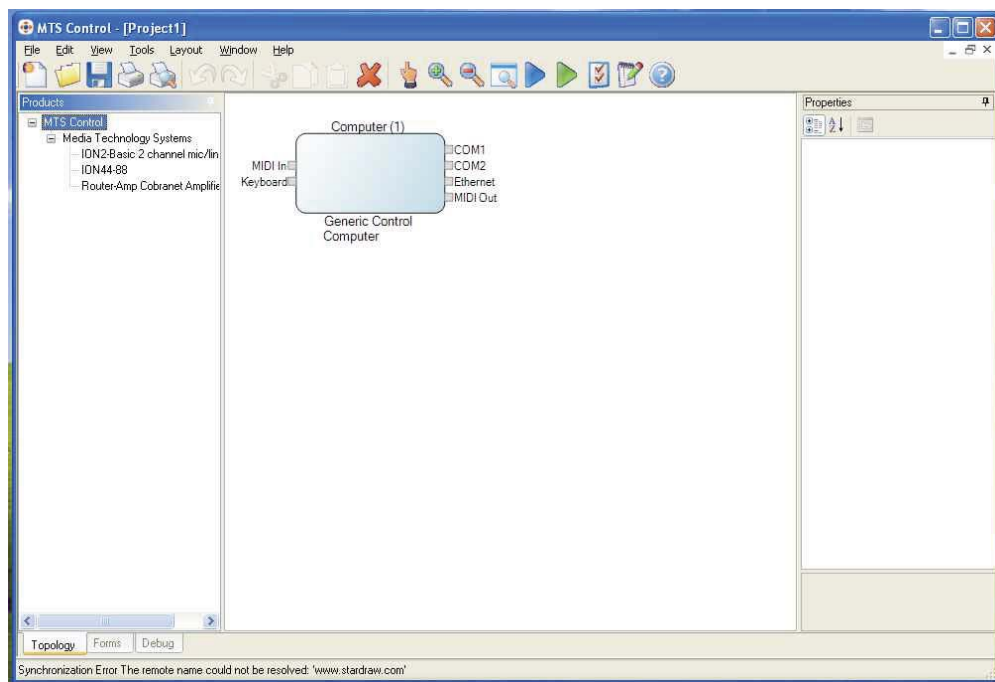 MTS Control - [Project1]
File Edit View Tools Layout Window Help
Products
MTS Control
Media Technology Systems
ION2-Basic 2 channel mic/lin
ION44-88
Router-Amp Cobranet Amplifie
Computer (1)
MIDI In
Keyboard
COM1
COM2
Ethernet
MIDI Out
Generic Control
Computer
Properties
Topology Forms Debug
Synchronization Error The remote name could not be resolved: 'www.stardraw.com'